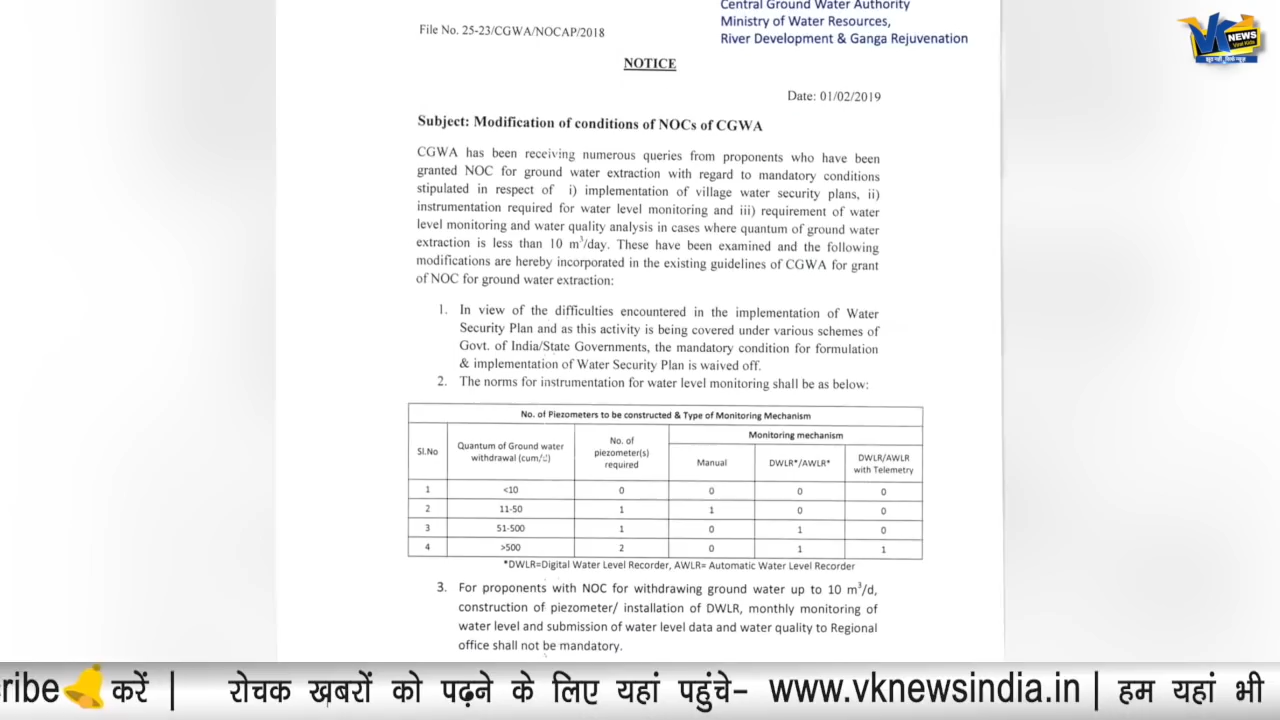 Central Ground Water Authority
Ministry of Water Resources,
River Development & Ganga Rejuvenation
File No. 25-23/CGWA/NOCAP/2018
VK NEWS
झूठ नही, सिर्फ न्यूज़
NOTICE
Date: 01/02/2019
Subject: Modification of conditions of NOCs of CGWA
CGWA has been receiving numerous queries from proponents who have been
granted NOC for ground water extraction with regard to mandatory conditions
stipulated in respect of i) implementation of village water security plans, ii)
instrumentation required for water level monitoring and iii) requirement of water
level monitoring and water quality analysis in cases where quantum of ground water
extraction is less than 10 m³/day. These have been examined and the following
modifications are hereby incorporated in the existing guidelines of CGWA for grant
of NOC for ground water extraction:
1. In view of the difficulties encountered in the implementation of Water
Security Plan and as this activity is being covered under various schemes of
Govt. of India/State Governments, the mandatory condition for formulation
& implementation of Water Security Plan is waived off.
2. The norms for instrumentation for water level monitoring shall be as below:
No. of Piezometers to be constructed & Type of Monitoring Mechanism
Sl.No Quantum of Ground water withdrawal (cum/d) No. of piezometer(s) required Monitoring mechanism
Manual DWLR*/AWLR* DWLR/AWLR with Telemetry
1 <10 0 0 0 0
2 11-50 1 1 0 0
3 51-500 1 0 1 0
4 >500 2 0 1 1
*DWLR=Digital Water Level Recorder, AWLR= Automatic Water Level Recorder
3. For proponents with NOC for withdrawing ground water up to 10 m³/d,
construction of piezometer/ installation of DWLR, monthly monitoring of
water level and submission of water level data and water quality to Regional
office shall not be mandatory.
ribe करें | रोचक ख़बरों को पढ़ने के लिए यहां पहुंचे- www.vknewsindia.in | हम यहां भी